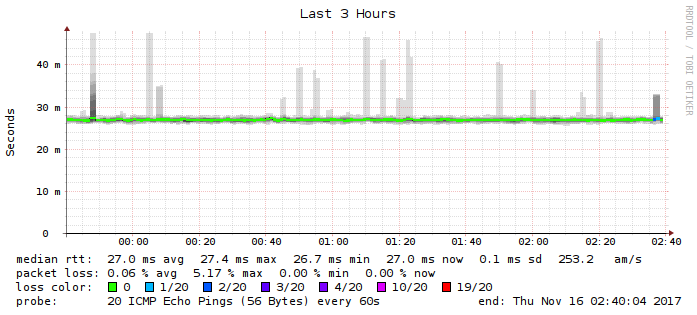 Last 3 Hours
RRDTOOL / TOBI OETIKER
Seconds
40 m
30 m
20 m
10 m
0
00:00 00:20 00:40 01:00 01:20 01:40 02:00 02:20 02:40
median rtt: 27.0 ms avg 27.4 ms max 26.7 ms min 27.0 ms now 0.1 ms sd 253.2 am/s
packet loss: 0.06 % avg 5.17 % max 0.00 % min 0.00 % now
loss color: 0 1/20 2/20 3/20 4/20 10/20 19/20
probe: 20 ICMP Echo Pings (56 Bytes) every 60s end: Thu Nov 16 02:40:04 2017